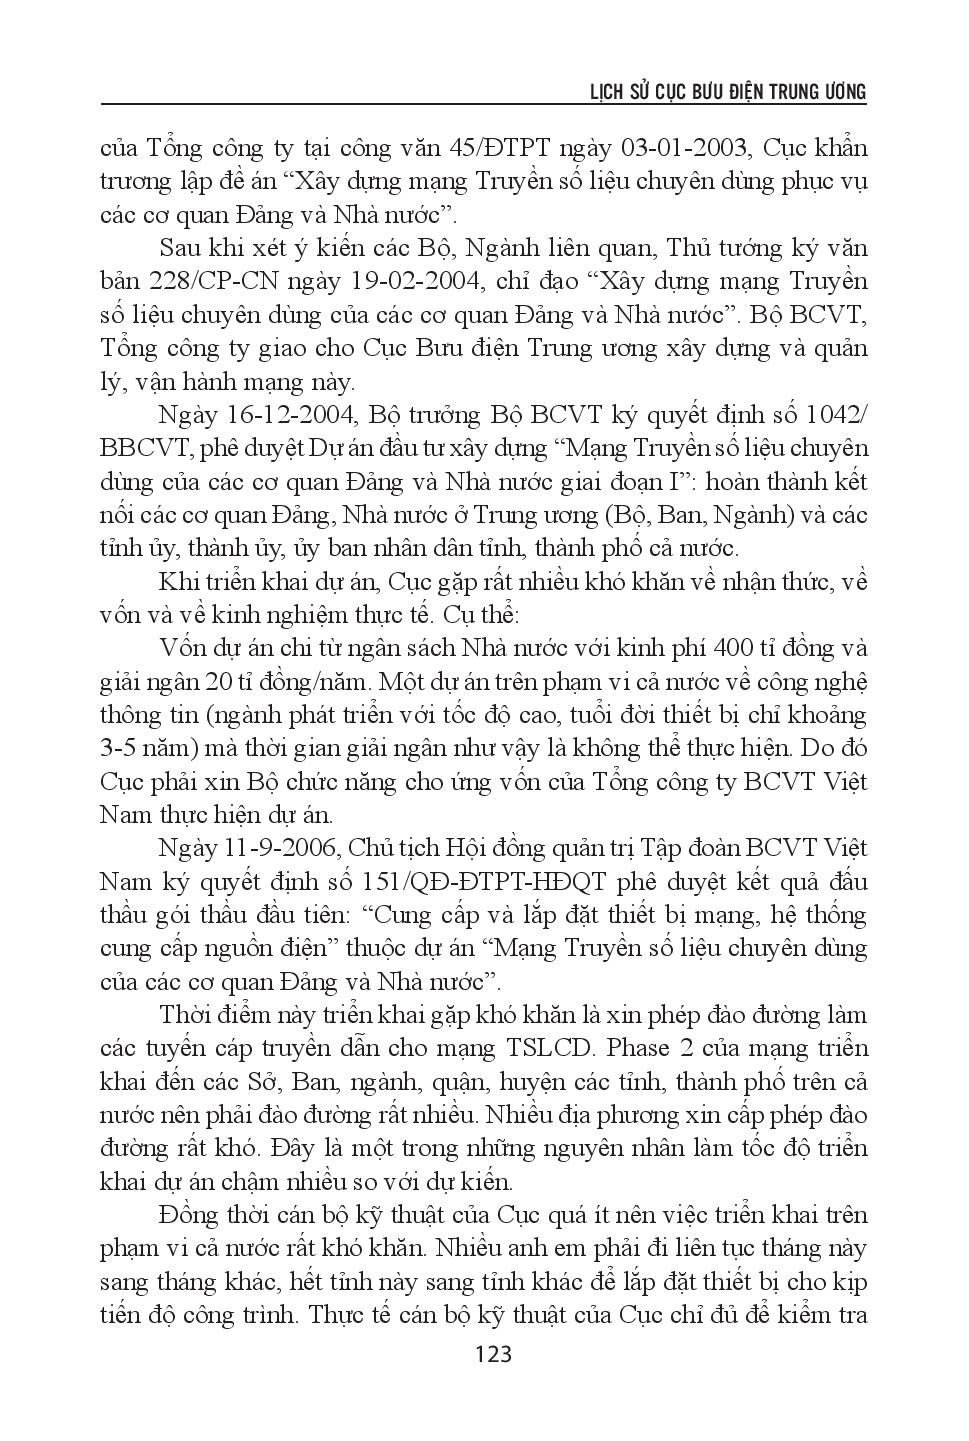 LỊCH SỬ CỤC BƯU ĐIỆN TRUNG ƯƠNG
của Tổng công ty tại công văn 45/ĐTPT ngày 03-01-2003, Cục khẩn
trương lập đề án “Xây dựng mạng Truyền số liệu chuyên dùng phục vụ
các cơ quan Đảng và Nhà nước”.
Sau khi xét ý kiến các Bộ, Ngành liên quan, Thủ tướng ký văn
bản 228/CP-CN ngày 19-02-2004, chỉ đạo “Xây dựng mạng Truyền
số liệu chuyên dùng của các cơ quan Đảng và Nhà nước”. Bộ BCVT,
Tổng công ty giao cho Cục Bưu điện Trung ương xây dựng và quản
lý, vận hành mạng này.
Ngày 16-12-2004, Bộ trưởng Bộ BCVT ký quyết định số 1042/
BBCVT, phê duyệt Dự án đầu tư xây dựng “Mạng Truyền số liệu chuyên
dùng của các cơ quan Đảng và Nhà nước giai đoạn I”: hoàn thành kết
nối các cơ quan Đảng, Nhà nước ở Trung ương (Bộ, Ban, Ngành) và các
tỉnh ủy, thành ủy, ủy ban nhân dân tỉnh, thành phố cả nước.
Khi triển khai dự án, Cục gặp rất nhiều khó khăn về nhận thức, về
vốn và về kinh nghiệm thực tế. Cụ thể:
Vốn dự án chi từ ngân sách Nhà nước với kinh phí 400 tỉ đồng và
giải ngân 20 tỉ đồng/năm. Một dự án trên phạm vi cả nước về công nghệ
thông tin (ngành phát triển với tốc độ cao, tuổi đời thiết bị chỉ khoảng
3-5 năm) mà thời gian giải ngân như vậy là không thể thực hiện. Do đó
Cục phải xin Bộ chức năng cho ứng vốn của Tổng công ty BCVT Việt
Nam thực hiện dự án.
Ngày 11-9-2006, Chủ tịch Hội đồng quản trị Tập đoàn BCVT Việt
Nam ký quyết định số 151/QĐ-ĐTPT-HĐQT phê duyệt kết quả đấu
thầu gói thầu đầu tiên: “Cung cấp và lắp đặt thiết bị mạng, hệ thống
cung cấp nguồn điện” thuộc dự án “Mạng Truyền số liệu chuyên dùng
của các cơ quan Đảng và Nhà nước”.
Thời điểm này triển khai gặp khó khăn là xin phép đào đường làm
các tuyến cáp truyền dẫn cho mạng TSLCD. Phase 2 của mạng triển
khai đến các Sở, Ban, ngành, quận, huyện các tỉnh, thành phố trên cả
nước nên phải đào đường rất nhiều. Nhiều địa phương xin cấp phép đào
đường rất khó. Đây là một trong những nguyên nhân làm tốc độ triển
khai dự án chậm nhiều so với dự kiến.
Đồng thời cán bộ kỹ thuật của Cục quá ít nên việc triển khai trên
phạm vi cả nước rất khó khăn. Nhiều anh em phải đi liên tục tháng này
sang tháng khác, hết tỉnh này sang tỉnh khác để lắp đặt thiết bị cho kịp
tiến độ công trình. Thực tế cán bộ kỹ thuật của Cục chỉ đủ để kiểm tra
123